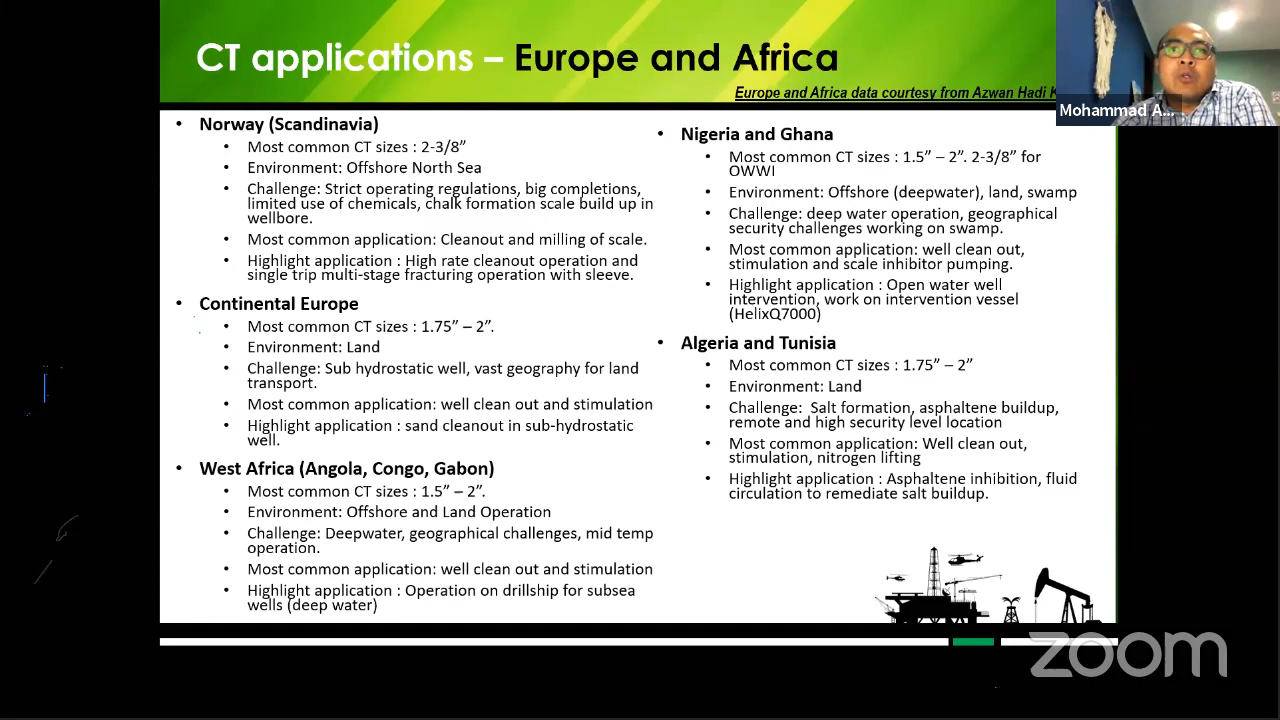 CT applications – Europe and Africa
Europe and Africa data courtesy from Azwan Hadi
Mohammad A...
• Norway (Scandinavia)
• Most common CT sizes : 2-3/8”
• Environment: Offshore North Sea
• Challenge: Strict operating regulations, big completions,
limited use of chemicals, chalk formation scale build up in
wellbore.
• Most common application: Cleanout and milling of scale.
• Highlight application : High rate cleanout operation and
single trip multi-stage fracturing operation with sleeve.
• Continental Europe
• Most common CT sizes : 1.75” – 2”.
• Environment: Land
• Challenge: Sub hydrostatic well, vast geography for land
transport.
• Most common application: well clean out and stimulation
• Highlight application : sand cleanout in sub-hydrostatic
well.
• West Africa (Angola, Congo, Gabon)
• Most common CT sizes : 1.5” – 2”.
• Environment: Offshore and Land Operation
• Challenge: Deepwater, geographical challenges, mid temp
operation.
• Most common application: well clean out and stimulation
• Highlight application : Operation on drillship for subsea
wells (deep water)
• Nigeria and Ghana
• Most common CT sizes : 1.5” – 2”. 2-3/8” for
OWWI
• Environment: Offshore (deepwater), land, swamp
• Challenge: deep water operation, geographical
security challenges working on swamp.
• Most common application: well clean out,
stimulation and scale inhibitor pumping.
• Highlight application : Open water well
intervention, work on intervention vessel
(HelixQ7000)
• Algeria and Tunisia
• Most common CT sizes : 1.75” – 2”
• Environment: Land
• Challenge: Salt formation, asphaltene buildup,
remote and high security level location
• Most common application: Well clean out,
stimulation, nitrogen lifting
• Highlight application : Asphaltene inhibition, fluid
circulation to remediate salt buildup.
zoom